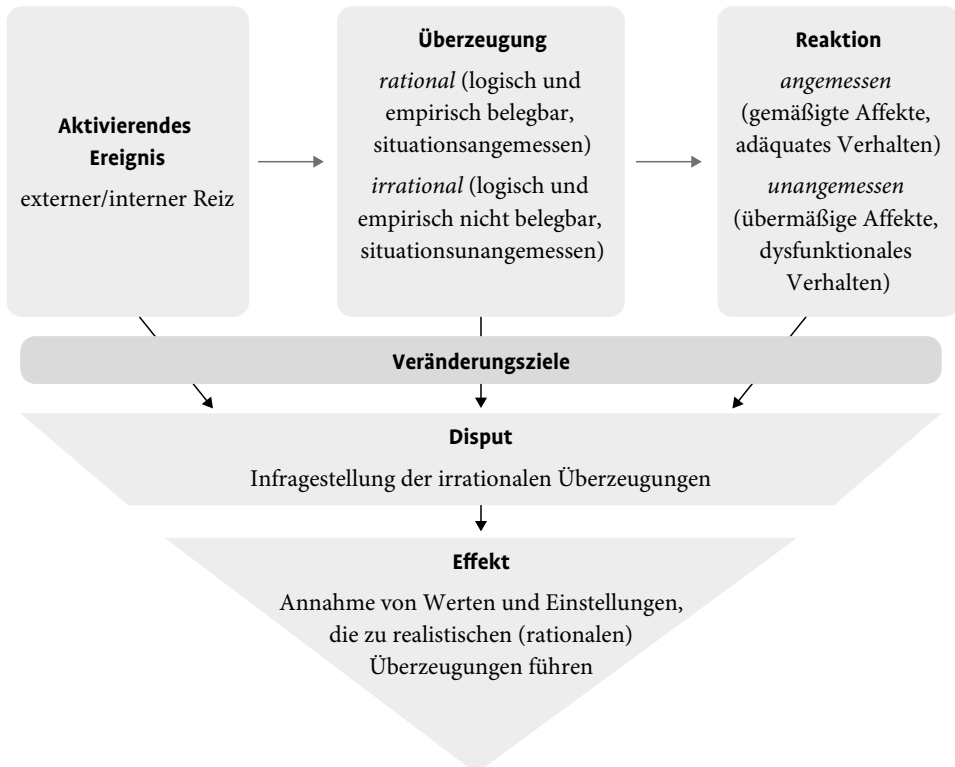 Aktivierendes
Ereignis
externer/interner Reiz
Überzeugung
rational (logisch und
empirisch belegbar,
situationsangemessen)
irrational (logisch und
empirisch nicht belegbar,
situationsunangemessen)
Reaktion
angemessen
(gemäßigte Affekte,
adäquates Verhalten)
unangemessen
(übermäßige Affekte,
dysfunktionales
Verhalten)
Veränderungsziele
Disput
Infragestellung der irrationalen Überzeugungen
Effekt
Annahme von Werten und Einstellungen,
die zu realistischen (rationalen)
Überzeugungen führen